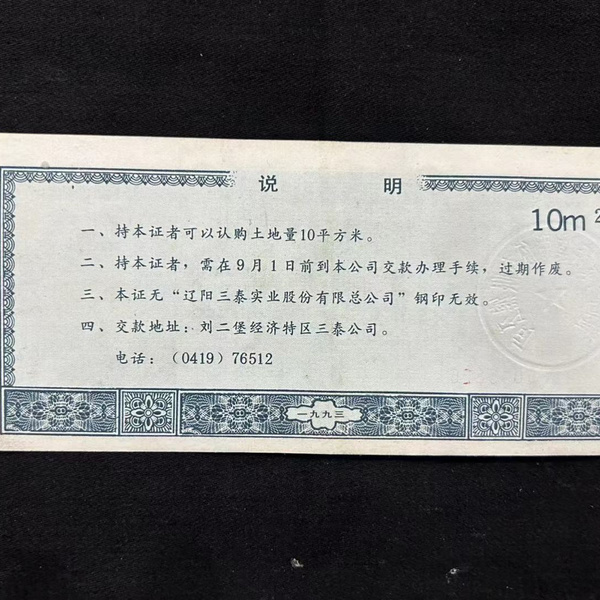 说 明
10m²
一、持本证者可以认购土地量10平方米。
二、持本证者，需在9月1日前到本公司交款办理手续，过期作废。
三、本证无“辽阳三泰实业股份有限总公司”钢印无效。
四、交款地址：刘二堡经济特区三泰公司。
电话：（0419）76512
一九九三